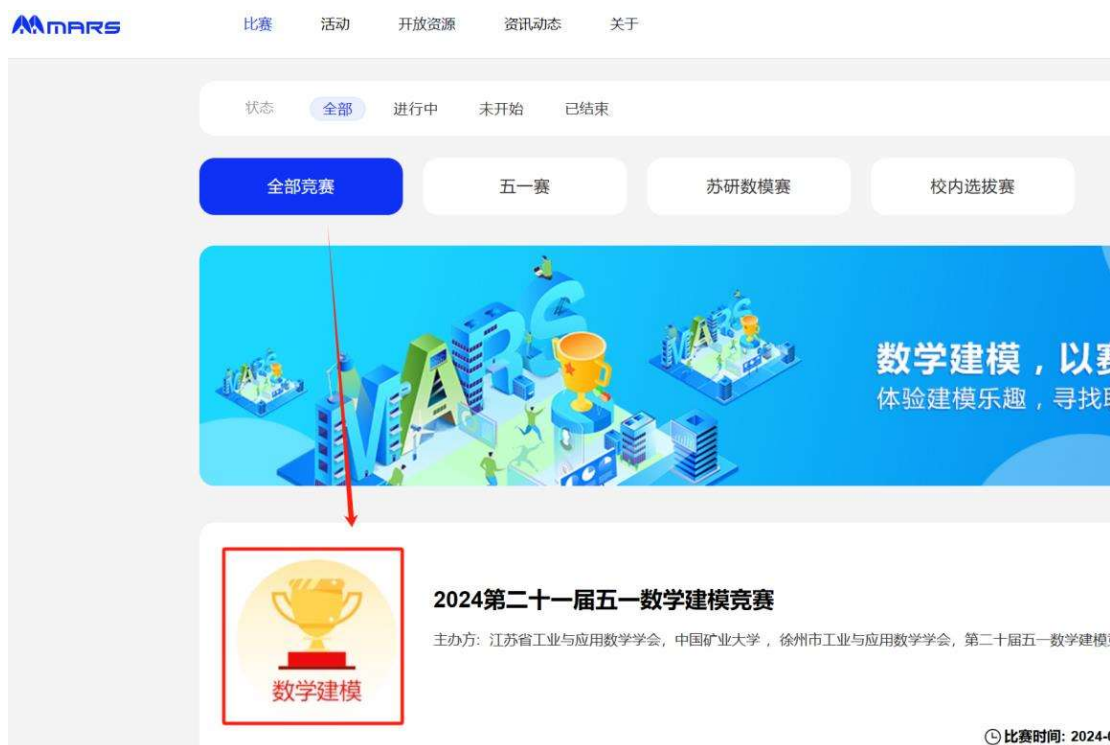 MARS 比赛 活动 开放资源 资讯动态 关于
状态 全部 进行中 未开始 已结束
全部竞赛 五一赛 苏研数模赛 校内选拔赛
MARS
MARS
MARS
数学建模，以赛
体验建模乐趣，寻找
数学建模
2024第二十一届五一数学建模竞赛
主办方: 江苏省工业与应用数学学会, 中国矿业大学 , 徐州市工业与应用数学学会, 第二十届五一数学建模
比赛时间: 2024-